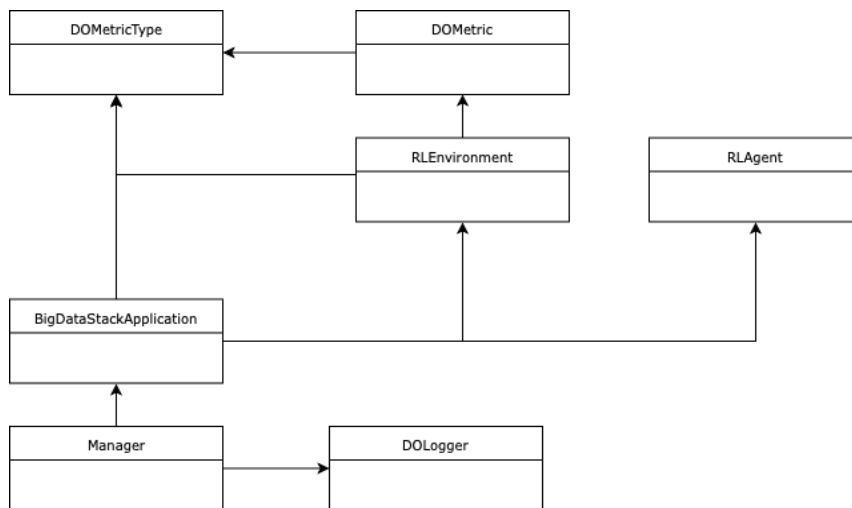 DOMetricType
DOMetric
RLEnvironment
RLAgent
BigDataStackApplication
Manager
DOLogger